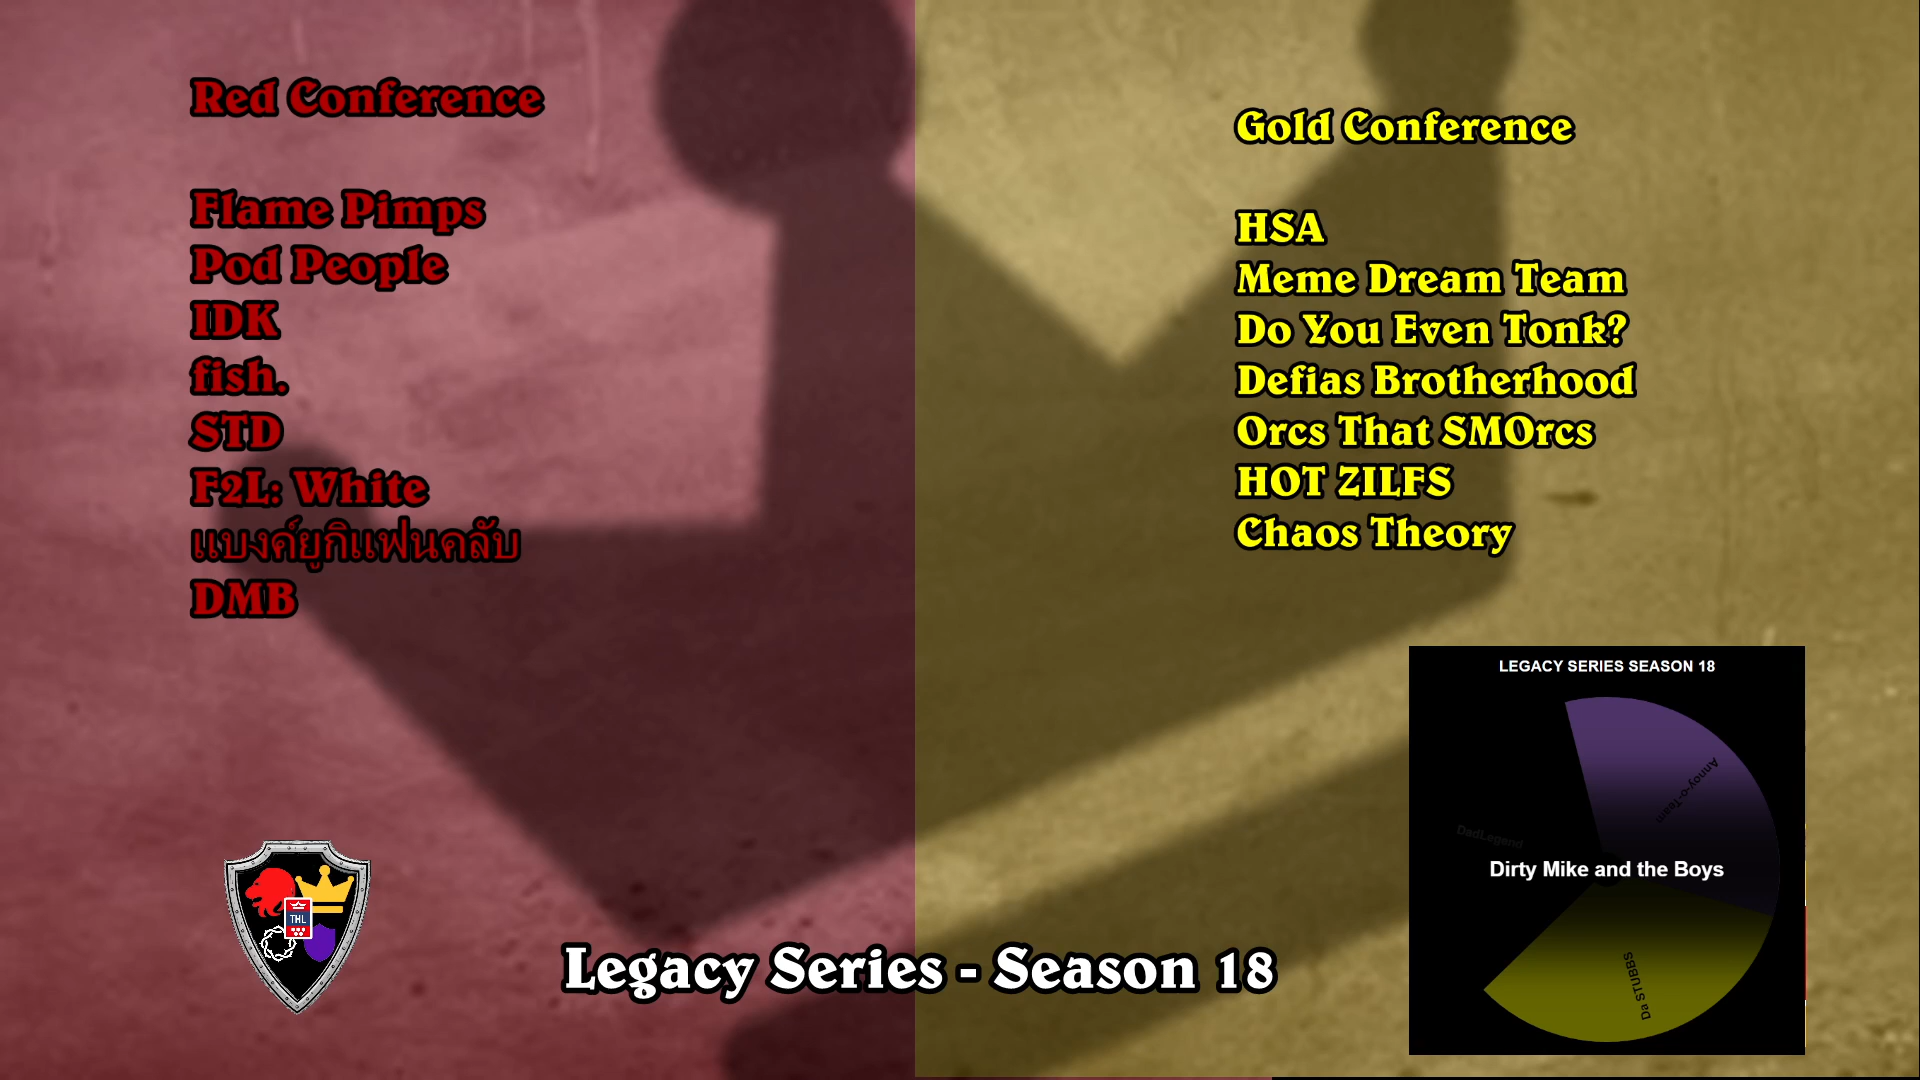 Red Conference
Flame Pimps
Pod People
IDK
fish.
STD
F2L: White
แบงค์ยูกิแฟนคลับ
DMB
Gold Conference
HSA
Meme Dream Team
Do You Even Tonk?
Defias Brotherhood
Orcs That SMOrcs
HOT ZILFS
Chaos Theory
LEGACY SERIES SEASON 18
Annoy-o-Team
DadLegend
Dirty Mike and the Boys
Da STUBBS
THL
Legacy Series - Season 18